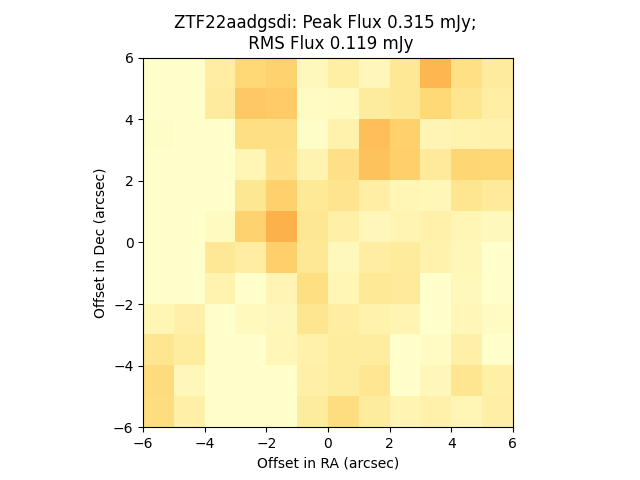 ZTF22aadgsdi: Peak Flux 0.315 mJy;
RMS Flux 0.119 mJy
6
4
2
0
−2
−4
−6
Offset in Dec (arcsec)
−6 −4 −2 0 2 4 6
Offset in RA (arcsec)